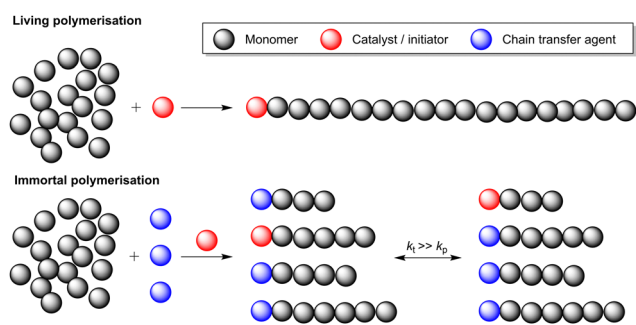 Living polymerisation
Monomer
Catalyst / initiator
Chain transfer agent
+
Immortal polymerisation
+
kt >> kp